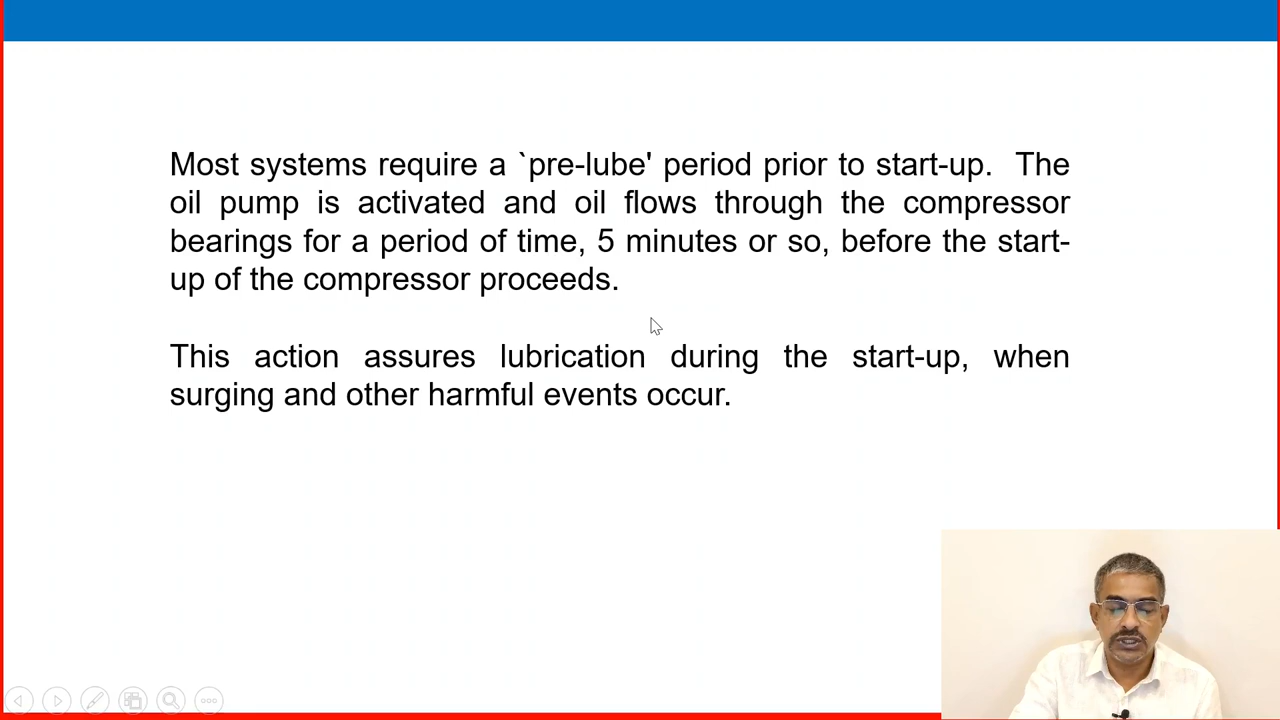 Most systems require a `pre-lube' period prior to start-up.  The
oil pump is activated and oil flows through the compressor
bearings for a period of time, 5 minutes or so, before the start-
up of the compressor proceeds.
This action assures lubrication during the start-up, when
surging and other harmful events occur.